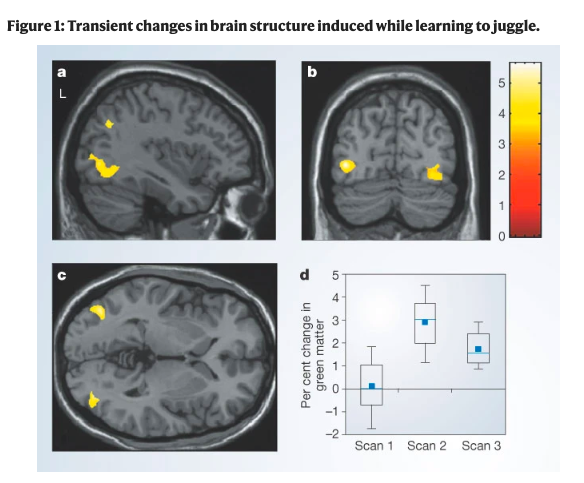 Figure 1: Transient changes in brain structure induced while learning to juggle.
a
L
b
5
4
3
2
1
0
c
d
Per cent change in
green matter
5
4
3
2
1
0
−1
−2
Scan 1 Scan 2 Scan 3